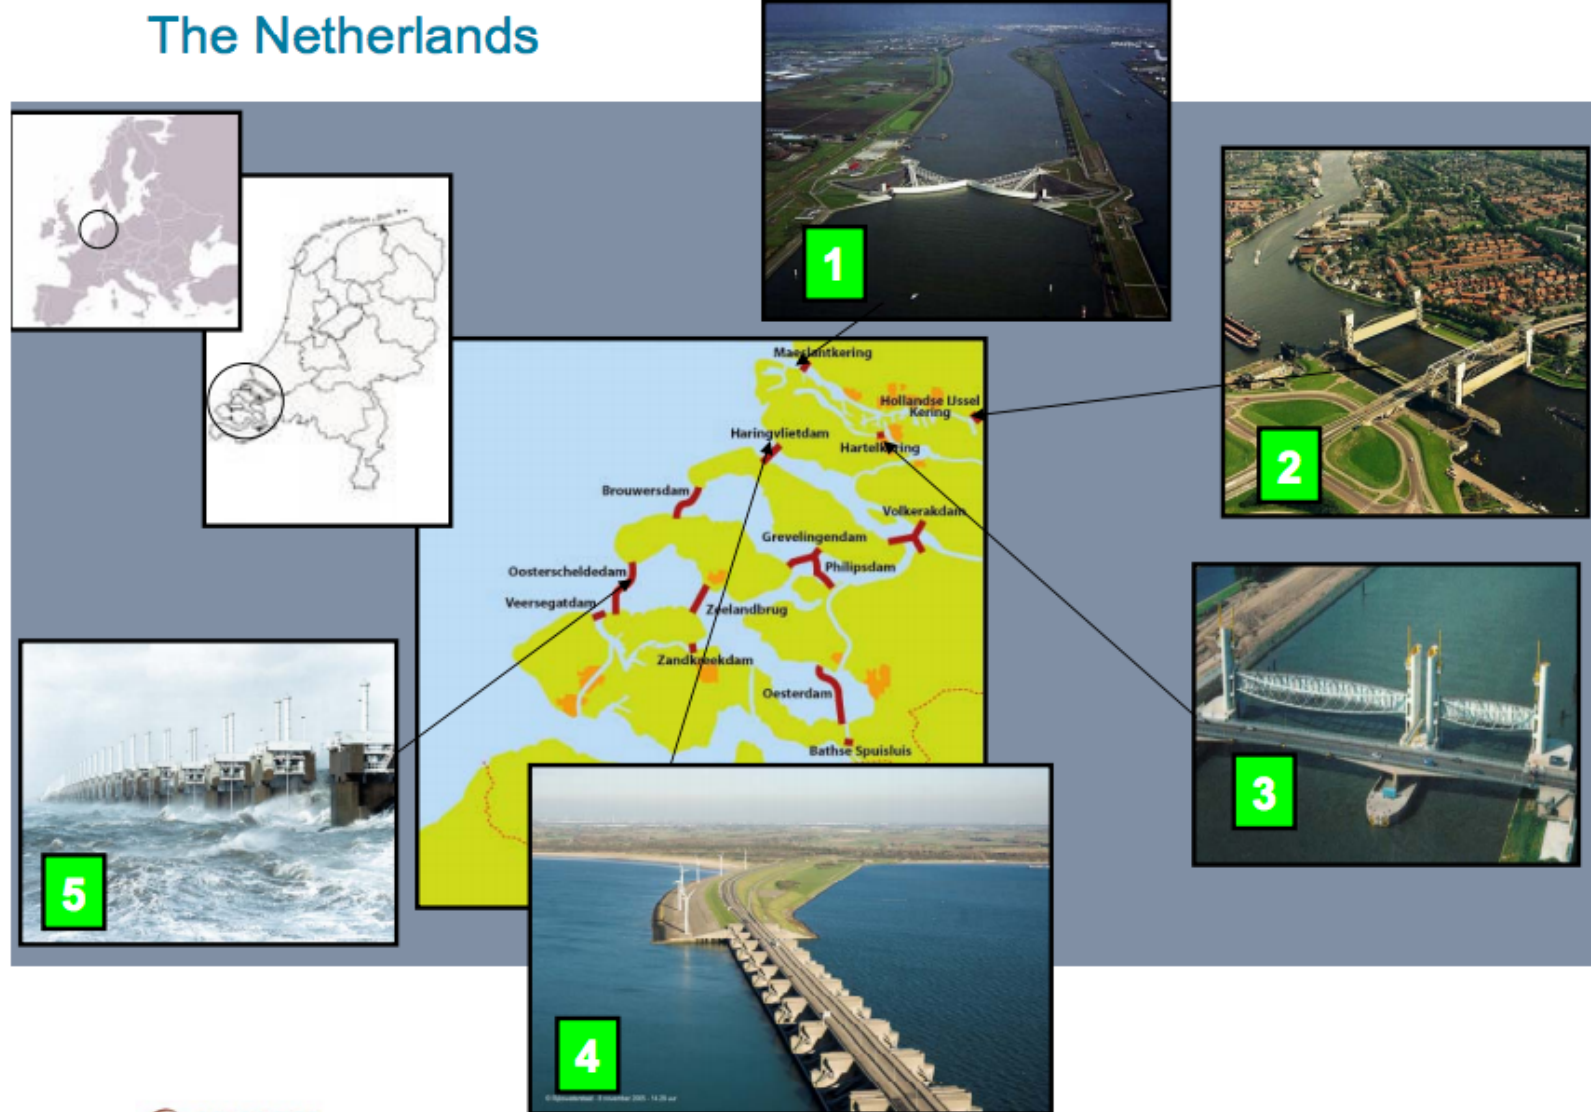 The Netherlands
1
2
Maeslantkering
Hollandse IJssel
Kering
Haringvlietdam
Hartelkering
Brouwersdam
Volkerakdam
Grevelingendam
Oosterscheldedam
Philipsdam
Veersegatdam
Zeelandbrug
Zandkreekdam
Oesterdam
Bathse Spuisluis
3
5
4